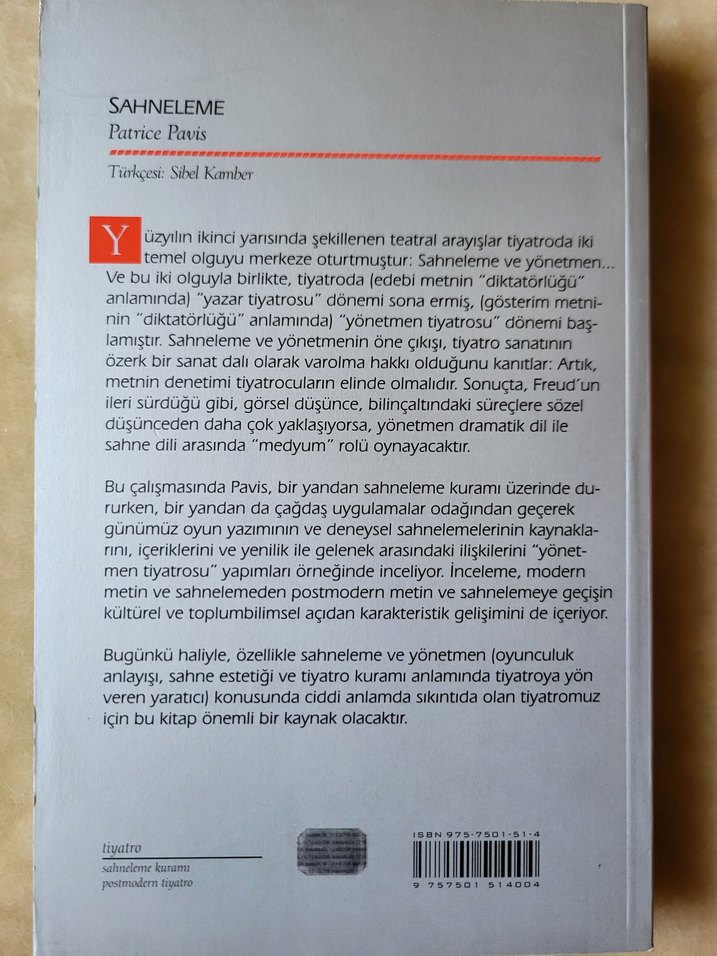 SAHNELEME
Patrice Pavis
Türkçesi: Sibel Kamber
Yüzyılın ikinci yarısında şekillenen teatral arayışlar tiyatroda iki
temel olguyu merkeze oturtmuştur: Sahneleme ve yönetmen...
Ve bu iki olguyla birlikte, tiyatroda (edebi metnin “diktatörlüğü”
anlamında) “yazar tiyatrosu” dönemi sona ermiş, (gösterim metni-
nin “diktatörlüğü” anlamında) “yönetmen tiyatrosu” dönemi baş-
lamıştır. Sahneleme ve yönetmenin öne çıkışı, tiyatro sanatının
özerk bir sanat dalı olarak varolma hakkı olduğunu kanıtlar: Artık,
metnin denetimi tiyatrocuların elinde olmalıdır. Sonuçta, Freud’un
ileri sürdüğü gibi, görsel düşünce, bilinçaltındaki süreçlere sözel
düşünceden daha çok yaklaşıyorsa, yönetmen dramatik dil ile
sahne dili arasında “medyum” rolü oynayacaktır.
Bu çalışmasında Pavis, bir yandan sahneleme kuramı üzerinde du-
rurken, bir yandan da çağdaş uygulamalar odağından geçerek
günümüz oyun yazımının ve deneysel sahnelemelerinin kaynakla-
rını, içeriklerini ve yenilik ile gelenek arasındaki ilişkilerini “yönet-
men tiyatrosu” yapımları örneğinde inceliyor. İnceleme, modern
metin ve sahnelemeden postmodern metin ve sahnelemeye geçişin
kültürel ve toplumbilimsel açıdan karakteristik gelişimini de içeriyor.
Bugünkü haliyle, özellikle sahneleme ve yönetmen (oyunculuk
anlayışı, sahne estetiği ve tiyatro kuramı anlamında tiyatroya yön
veren yaratıcı) konusunda ciddi anlamda sıkıntıda olan tiyatromuz
için bu kitap önemli bir kaynak olacaktır.
tiyatro
sahneleme kuramı
postmodern tiyatro
ISBN 975-7501-51-4
9 757501 514004